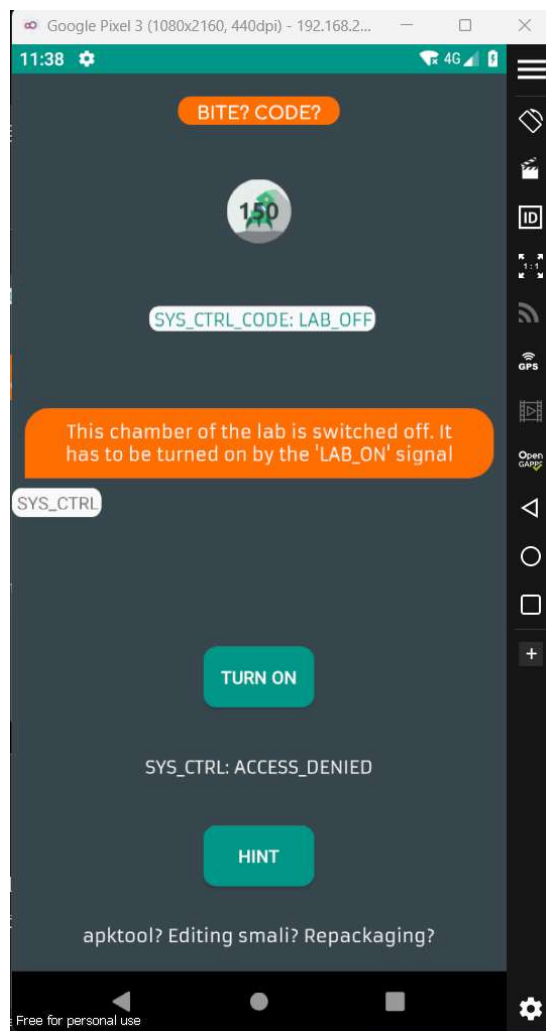 Google Pixel 3 (1080x2160, 440dpi) - 192.168.2...
11:38
4G
BITE? CODE?
150
SYS_CTRL_CODE: LAB_OFF
This chamber of the lab is switched off. It
has to be turned on by the 'LAB_ON' signal
SYS_CTRL
TURN ON
SYS_CTRL: ACCESS_DENIED
HINT
apktool? Editing smali? Repackaging?
Free for personal use
ID
1:1
GPS
Open
GAPPS